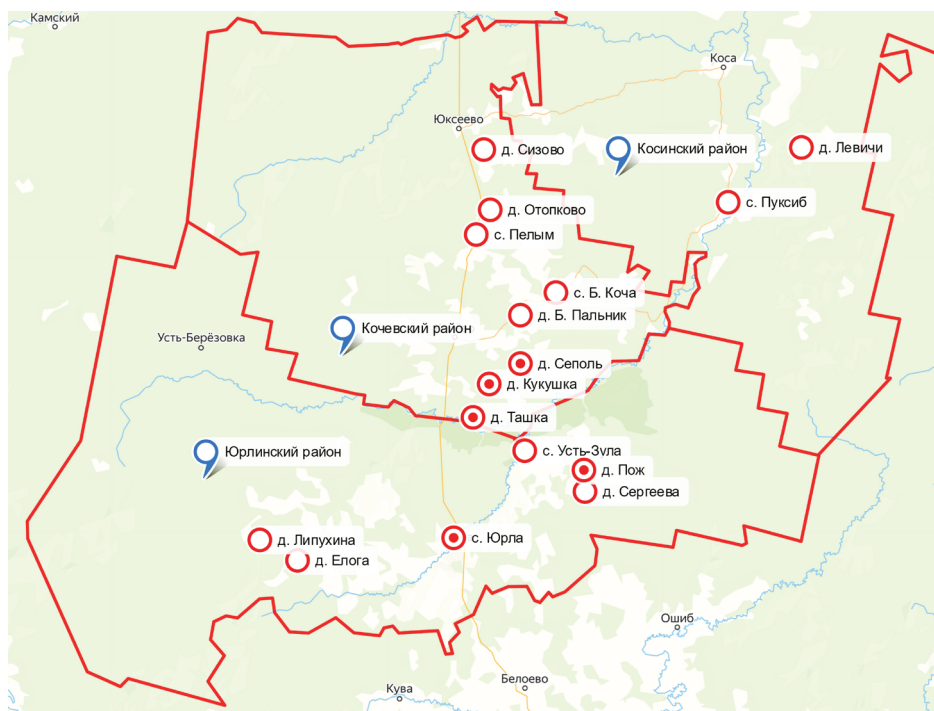 Камский
Коса
Юксеево
д. Сизово
Косинский район
д. Левичи
с. Пуксиб
д. Отопково
с. Пелым
с. Б. Коча
д. Б. Пальник
Кочевский район
Усть-Берёзовка
д. Сеполь
д. Кукушка
д. Ташка
Юрлинский район
с. Усть-Зула
д. Пож
д. Сергеева
с. Юрла
д. Липухина
д. Елога
Ошиб
Белоево
Кува